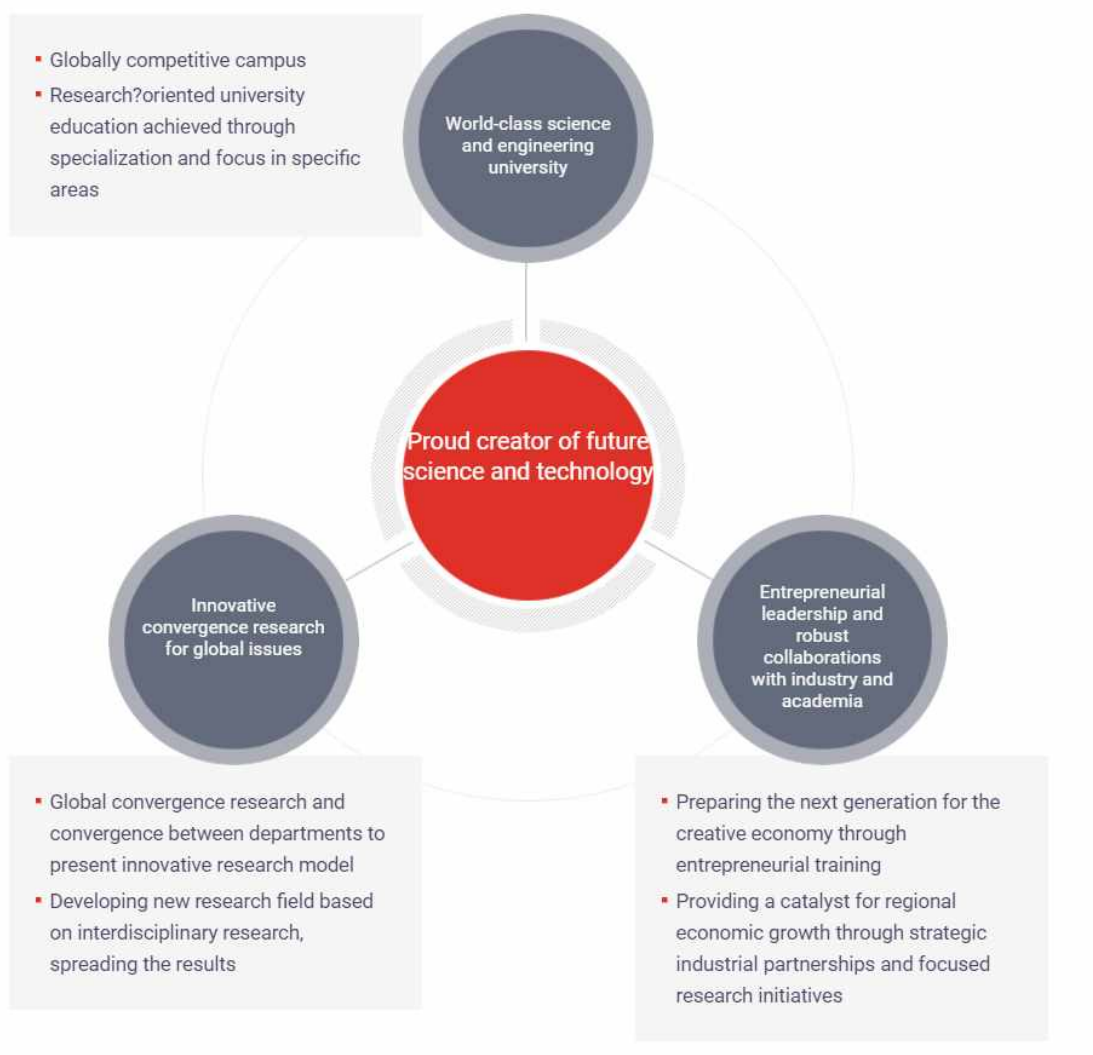 Globally competitive campus
Research?oriented university
education achieved through
specialization and focus in specific
areas
World-class science
and engineering
university
Proud creator of future
science and technology
Innovative
convergence research
for global issues
Entrepreneurial
leadership and
robust
collaborations
with industry and
academia
Global convergence research and
convergence between departments to
present innovative research model
Developing new research field based
on interdisciplinary research,
spreading the results
Preparing the next generation for the
creative economy through
entrepreneurial training
Providing a catalyst for regional
economic growth through strategic
industrial partnerships and focused
research initiatives